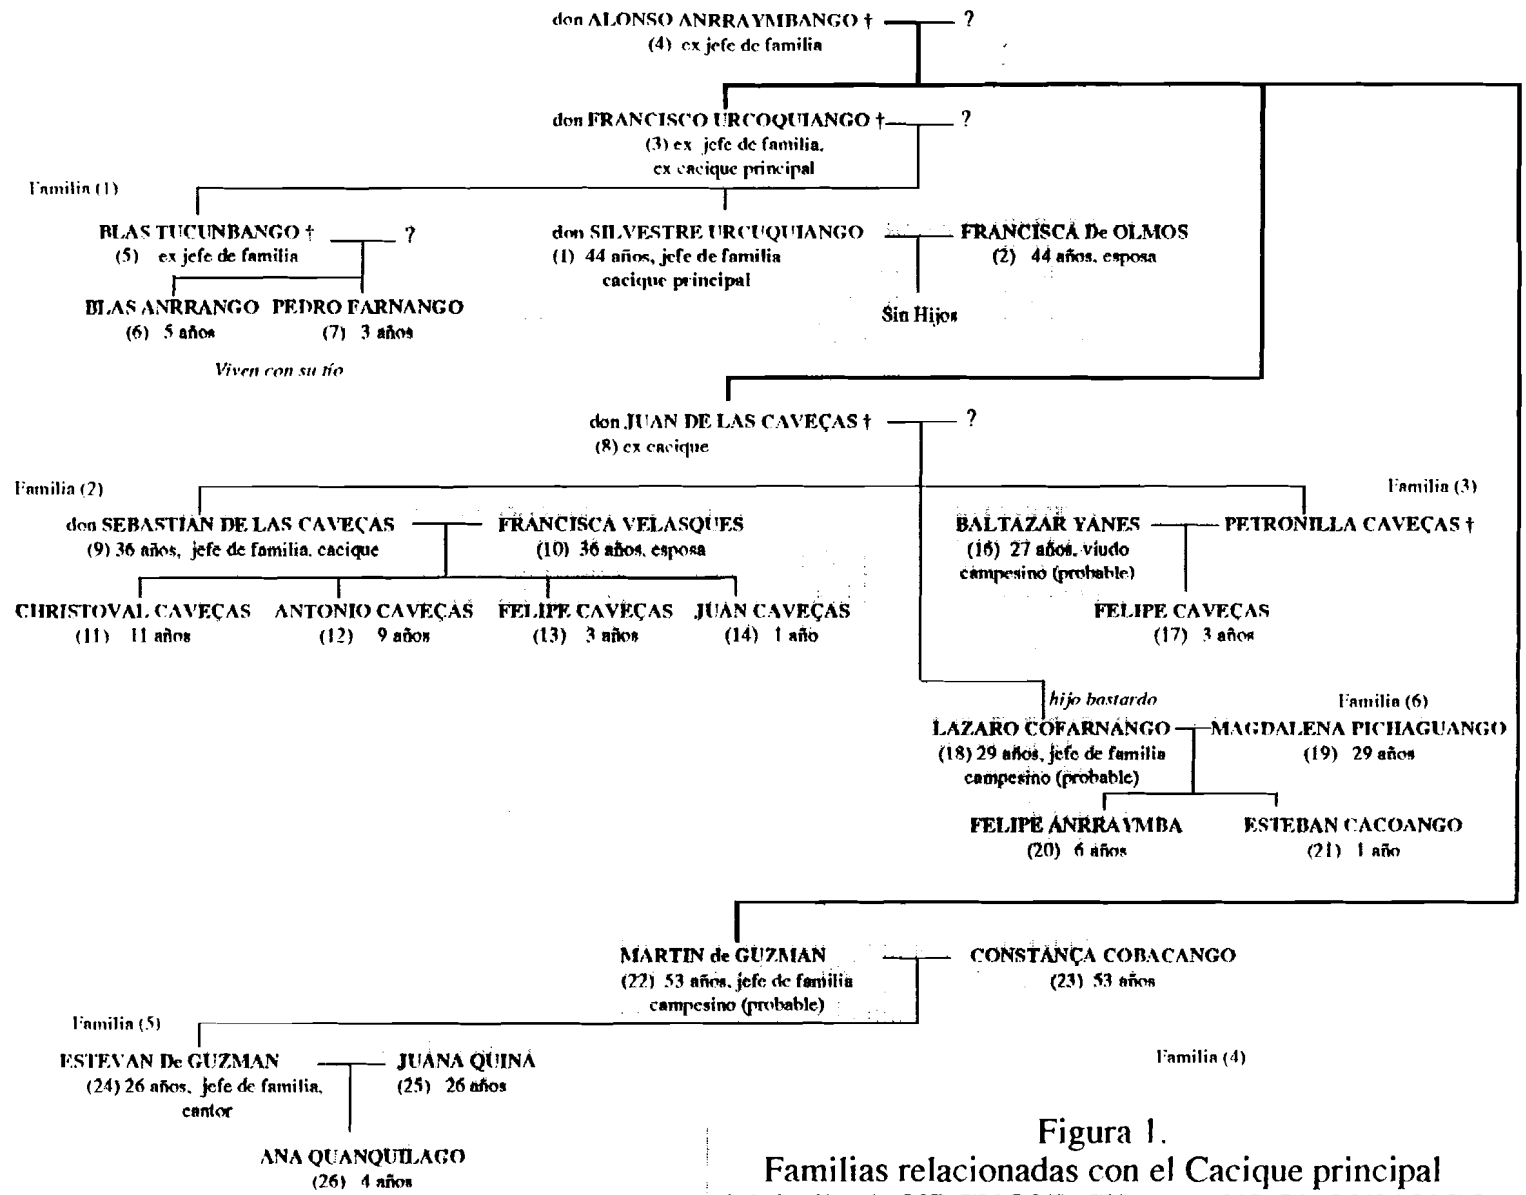 don ALONSO ANRRAYMBANGO † ?
(4) ex jefe de familia
don FRANCISCO URCOQUIANGO † ?
(3) ex jefe de familia,
ex cacique principal
Familia (1)
BLAS TUCUNBANGO † ?
(5) ex jefe de familia
don SILVESTRE URCUQUIANGO
(1) 44 años, jefe de familia
cacique principal
FRANCISCA De OLMOS
(2) 44 años, esposa
Sin Hijos
BLAS ANRRANGO
(6) 5 años
PEDRO FARNANGO
(7) 3 años
Viven con su tío
don JUAN DE LAS CAVEÇAS † ?
(8) ex cacique
Familia (2)
Familia (3)
don SEBASTIAN DE LAS CAVEÇAS
(9) 36 años, jefe de familia, cacique
FRANCISCA VELASQUES
(10) 36 años, esposa
BALTAZAR YANES
(16) 27 años, viudo
campesino (probable)
PETRONILLA CAVEÇAS †
CHRISTOVAL CAVEÇAS
(11) 11 años
ANTONIO CAVEÇAS
(12) 9 años
FELIPE CAVEÇAS
(13) 3 años
JUAN CAVEÇAS
(14) 1 año
FELIPE CAVEÇAS
(17) 3 años
hijo bastardo
Familia (6)
LAZARO COFARNANGO
(18) 29 años, jefe de familia
campesino (probable)
MAGDALENA PICHAGUANGO
(19) 29 años
FELIPE ANRRAYMBA
(20) 6 años
ESTEBAN CACOANGO
(21) 1 año
MARTIN de GUZMAN
(22) 53 años, jefe de familia
campesino (probable)
CONSTANÇA COBACANGO
(23) 53 años
Familia (5)
ESTEVAN De GUZMAN
(24) 26 años, jefe de familia,
cantor
JUANA QUINA
(25) 26 años
Familia (4)
ANA QUANQUILAGO
(26) 4 años
Figura 1.
Familias relacionadas con el Cacique principal